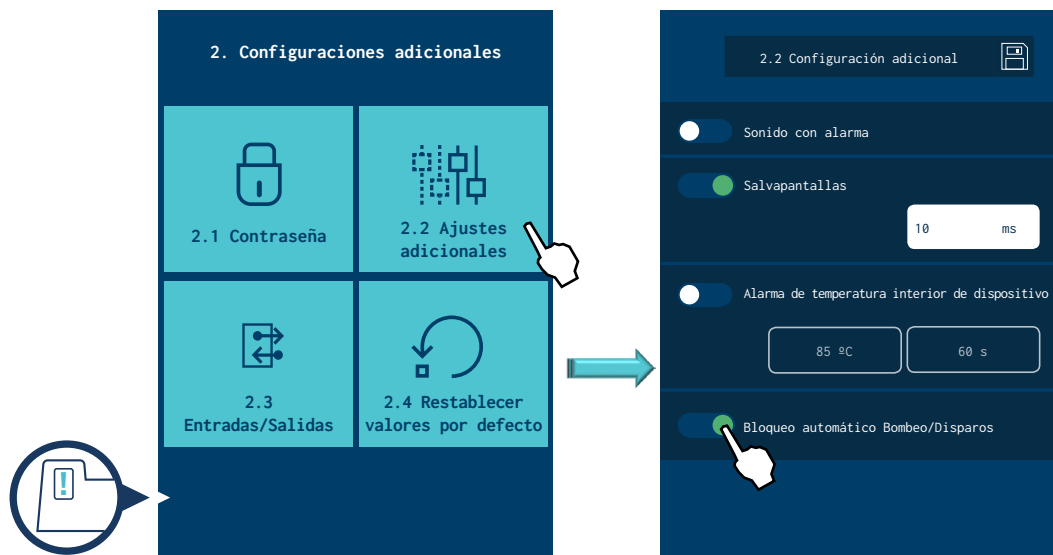 2. Configuraciones adicionales
2.1 Contraseña
2.2 Ajustes
adicionales
2.3
Entradas/Salidas
2.4 Restablecer
valores por defecto
!
2.2 Configuración adicional
Sonido con alarma
Salvapantallas
10 ms
Alarma de temperatura interior de dispositivo
85 ºC
60 s
Bloqueo automático Bombeo/Disparos